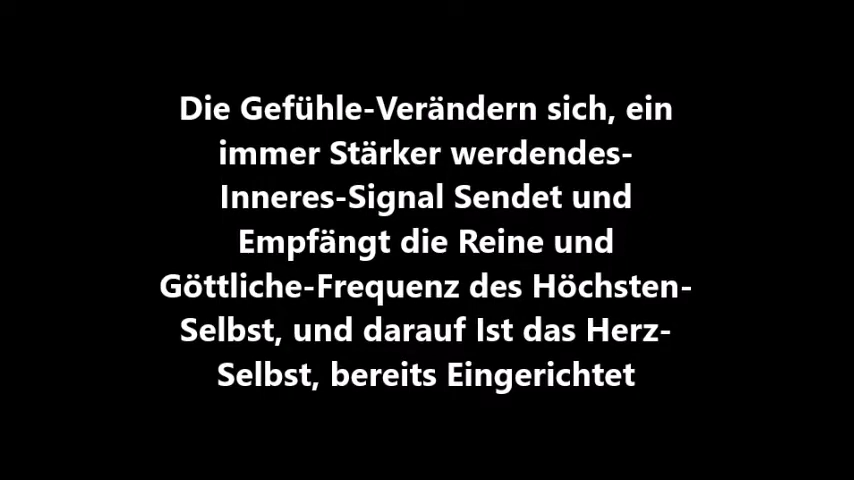 Die Gefühle-Verändern sich, ein
immer Stärker werdendes-
Inneres-Signal Sendet und
Empfängt die Reine und
Göttliche-Frequenz des Höchsten-
Selbst, und darauf Ist das Herz-
Selbst, bereits Eingerichtet